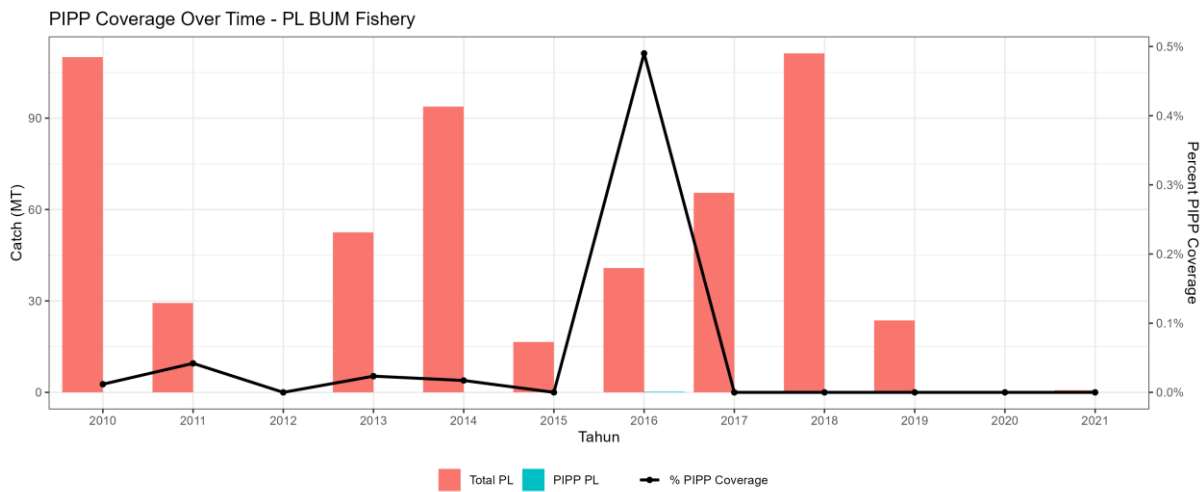 PIPP Coverage Over Time - PL BUM Fishery
Catch (MT)
90
60
30
0
0.5%
0.4%
0.3%
0.2%
0.1%
0.0%
Percent PIPP Coverage
2010 2011 2012 2013 2014 2015 2016 2017 2018 2019 2020 2021
Tahun
Total PL PIPP PL % PIPP Coverage